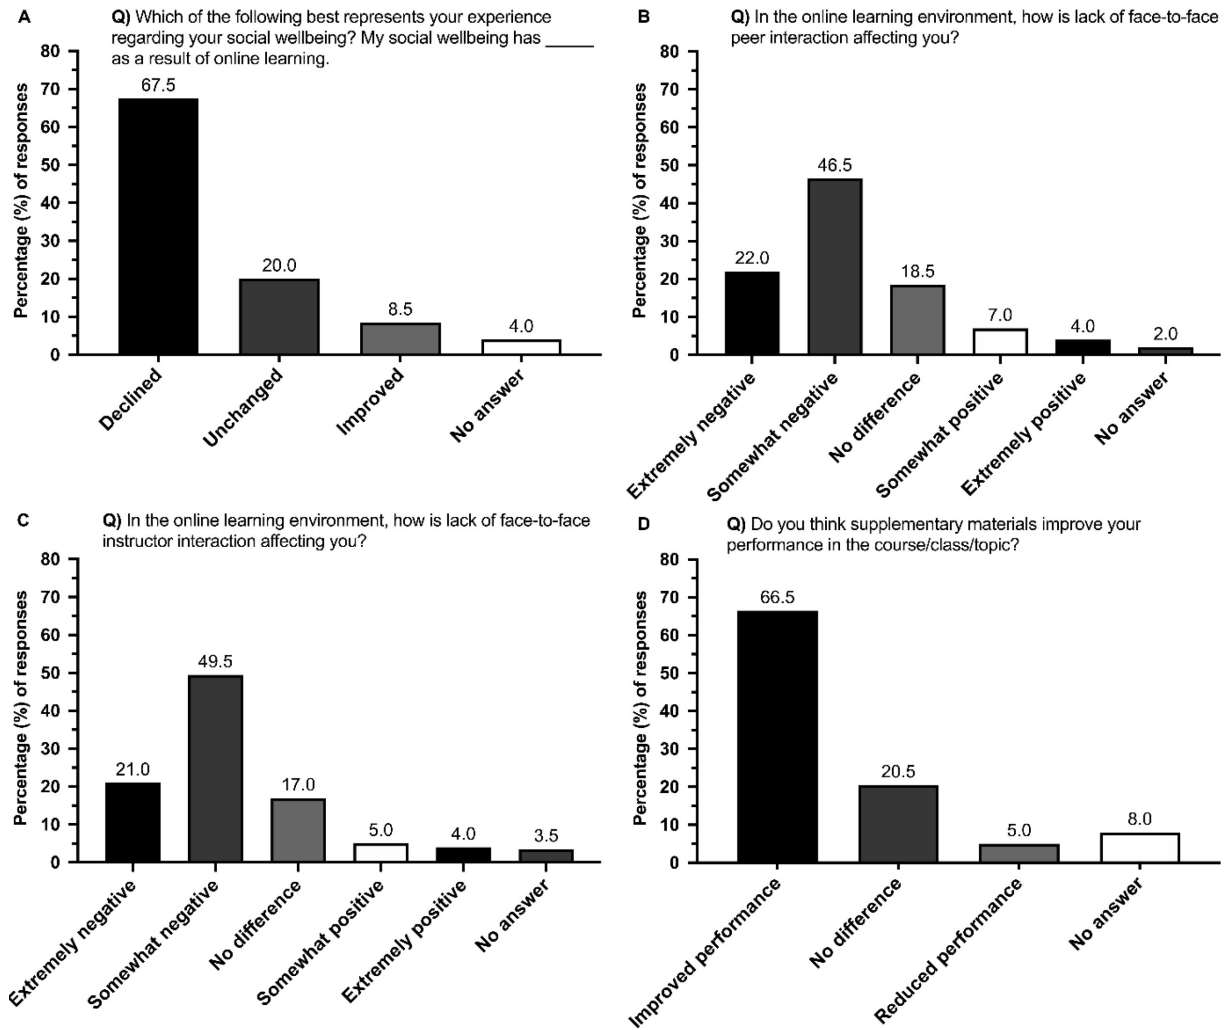 A
Q) Which of the following best represents your experience
regarding your social wellbeing? My social wellbeing has _____
as a result of online learning.
Percentage (%) of responses
80
70
60
50
40
30
20
10
0
67.5
20.0
8.5
4.0
Declined
Unchanged
Improved
No answer
B
Q) In the online learning environment, how is lack of face-to-face
peer interaction affecting you?
Percentage (%) of responses
80
70
60
50
40
30
20
10
0
22.0
46.5
18.5
7.0
4.0
2.0
Extremely negative
Somewhat negative
No difference
Somewhat positive
Extremely positive
No answer
C
Q) In the online learning environment, how is lack of face-to-face
instructor interaction affecting you?
Percentage (%) of responses
80
70
60
50
40
30
20
10
0
21.0
49.5
17.0
5.0
4.0
3.5
Extremely negative
Somewhat negative
No difference
Somewhat positive
Extremely positive
No answer
D
Q) Do you think supplementary materials improve your
performance in the course/class/topic?
Percentage (%) of responses
80
70
60
50
40
30
20
10
0
66.5
20.5
5.0
8.0
Improved performance
No difference
Reduced performance
No answer